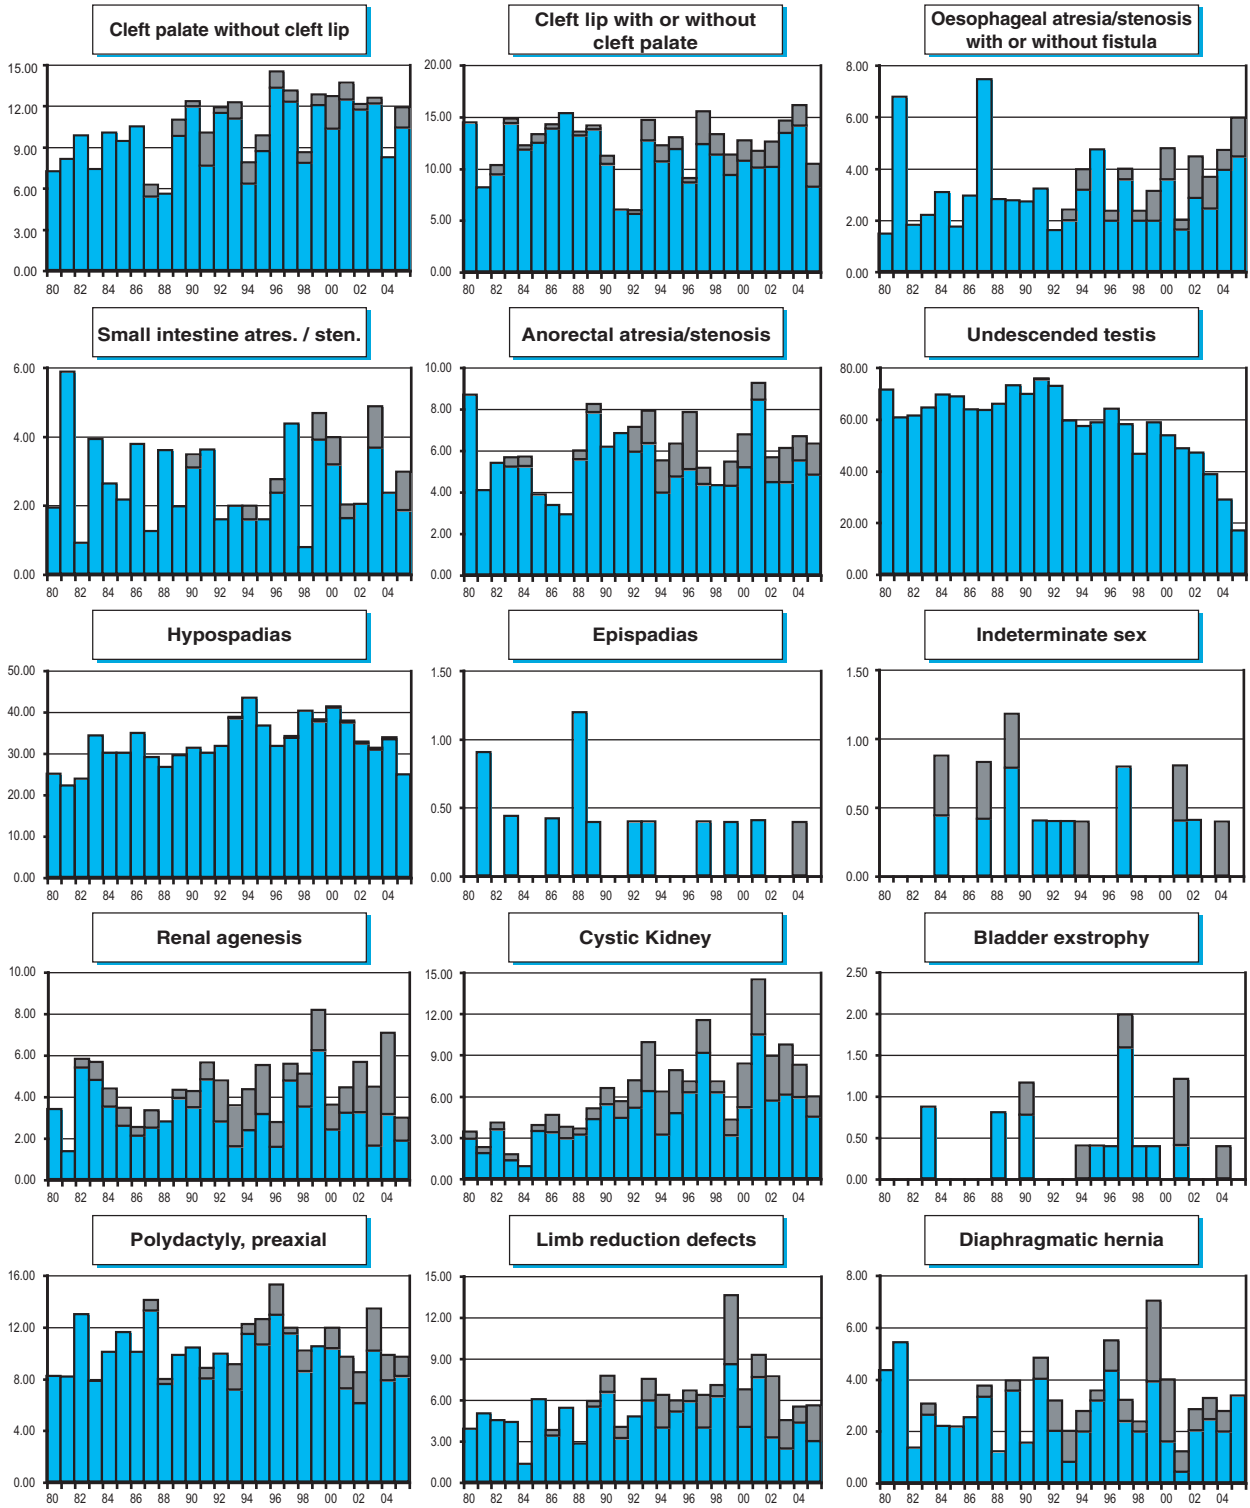 Cleft palate without cleft lip
15.00
12.00
9.00
6.00
3.00
0.00
80 82 84 86 88 90 92 94 96 98 00 02 04
Cleft lip with or without
cleft palate
20.00
15.00
10.00
5.00
0.00
80 82 84 86 88 90 92 94 96 98 00 02 04
Oesophageal atresia/stenosis
with or without fistula
8.00
6.00
4.00
2.00
0.00
80 82 84 86 88 90 92 94 96 98 00 02 04
Small intestine atres. / sten.
6.00
4.00
2.00
0.00
80 82 84 86 88 90 92 94 96 98 00 02 04
Anorectal atresia/stenosis
10.00
8.00
6.00
4.00
2.00
0.00
80 82 84 86 88 90 92 94 96 98 00 02 04
Undescended testis
80.00
60.00
40.00
20.00
0.00
80 82 84 86 88 90 92 94 96 98 00 02 04
Hypospadias
50.00
40.00
30.00
20.00
10.00
0.00
80 82 84 86 88 90 92 94 96 98 00 02 04
Epispadias
1.50
1.00
0.50
0.00
80 82 84 86 88 90 92 94 96 98 00 02 04
Indeterminate sex
1.50
1.00
0.50
0.00
80 82 84 86 88 90 92 94 96 98 00 02 04
Renal agenesis
10.00
8.00
6.00
4.00
2.00
0.00
80 82 84 86 88 90 92 94 96 98 00 02 04
Cystic Kidney
15.00
12.00
9.00
6.00
3.00
0.00
80 82 84 86 88 90 92 94 96 98 00 02 04
Bladder exstrophy
2.50
2.00
1.50
1.00
0.50
0.00
80 82 84 86 88 90 92 94 96 98 00 02 04
Polydactyly, preaxial
16.00
12.00
8.00
4.00
0.00
80 82 84 86 88 90 92 94 96 98 00 02 04
Limb reduction defects
15.00
12.00
9.00
6.00
3.00
0.00
80 82 84 86 88 90 92 94 96 98 00 02 04
Diaphragmatic hernia
8.00
6.00
4.00
2.00
0.00
80 82 84 86 88 90 92 94 96 98 00 02 04